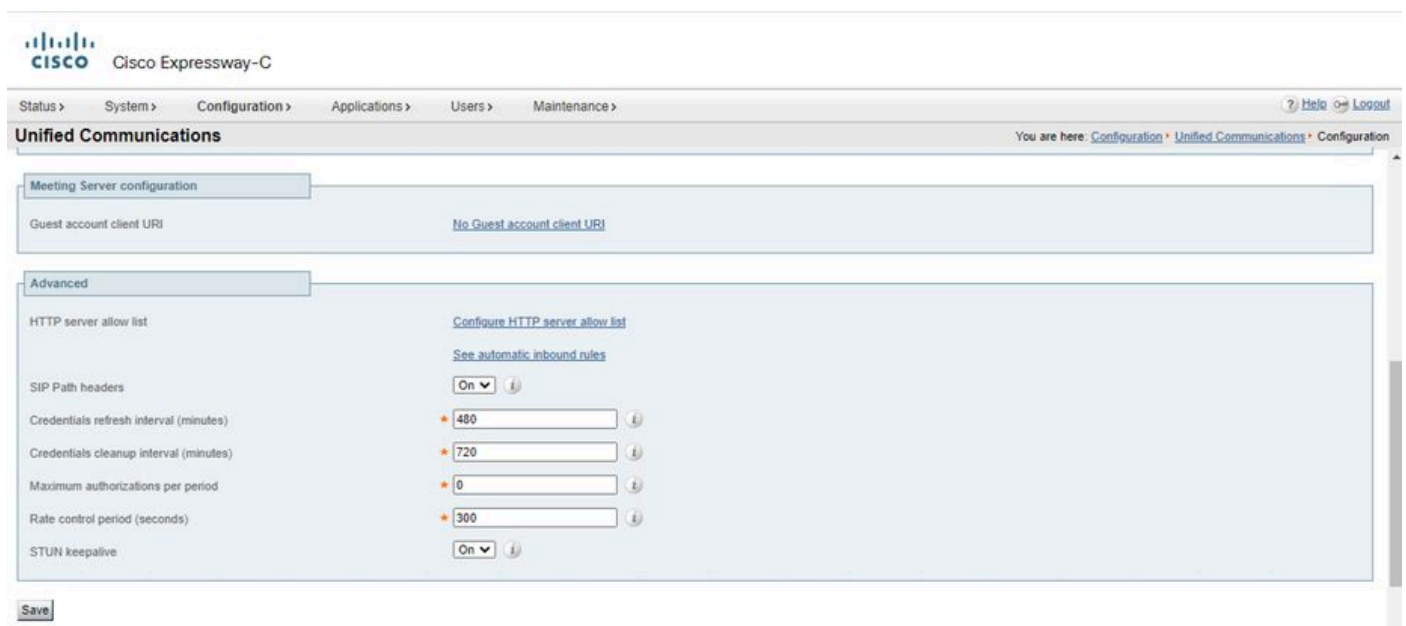 CISCO Cisco Expressway-C
Status > System > Configuration > Applications > Users > Maintenance > ? Help Logout
Unified Communications You are here: Configuration Unified Communications Configuration
Meeting Server configuration
Guest account client URI No Guest account client URI
Advanced
HTTP server allow list Configure HTTP server allow list
See automatic inbound rules
SIP Path headers On i
Credentials refresh interval (minutes) * 480 i
Credentials cleanup interval (minutes) * 720 i
Maximum authorizations per period * 0 i
Rate control period (seconds) * 300 i
STUN keepalive On i
Save